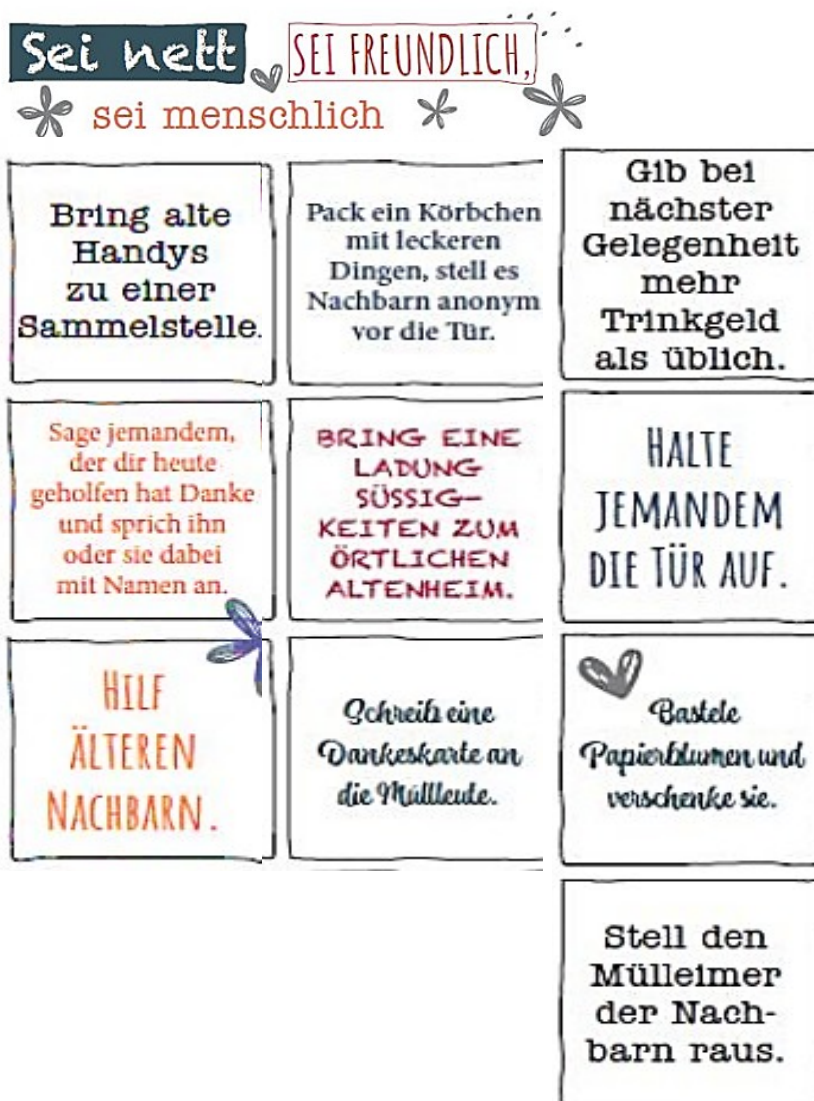 Sei nett
SEI FREUNDLICH,
sei menschlich
Bring alte
Handys
zu einer
Sammelstelle.
Pack ein Körbchen
mit leckeren
Dingen, stell es
Nachbarn anonym
vor die Tür.
Gib bei
nächster
Gelegenheit
mehr
Trinkgeld
als üblich.
Sage jemandem,
der dir heute
geholfen hat Danke
und sprich ihn
oder sie dabei
mit Namen an.
BRING EINE
LADUNG
SÜSSIG-
KEITEN ZUM
ÖRTLICHEN
ALTENHEIM.
HALTE
JEMANDEM
DIE TÜR AUF.
HILF
ÄLTEREN
NACHBARN.
Schreib eine
Dankeskarte an
die Müllleute.
Bastele
Papierblumen und
verschenke sie.
Stell den
Mülleimer
der Nach-
barn raus.